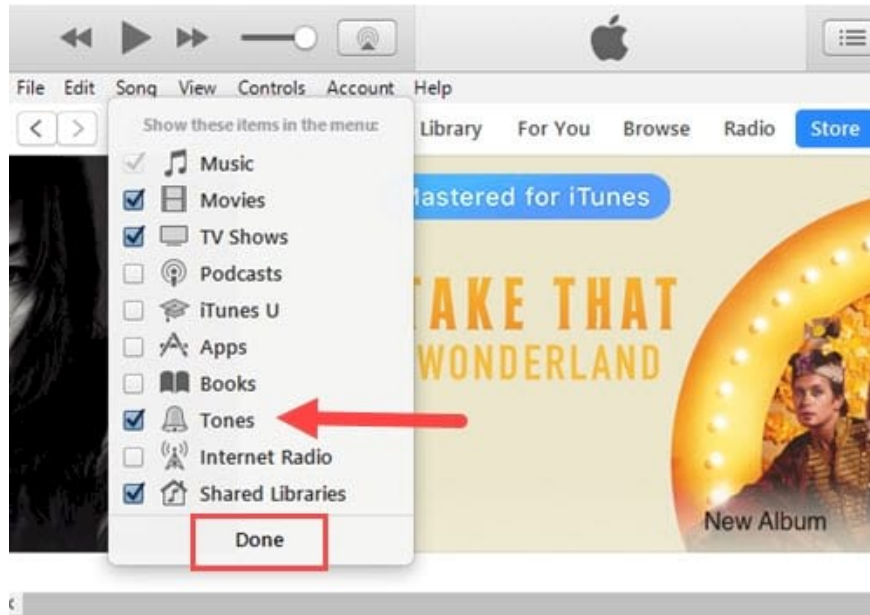 File Edit Song View Controls Account Help
Show these items in the menu:
Library For You Browse Radio Store
Music
Movies
Mastered for iTunes
TV Shows
Podcasts
TAKE THAT
iTunes U
Apps
WONDERLAND
Books
Tones
Internet Radio
Shared Libraries
New Album
Done